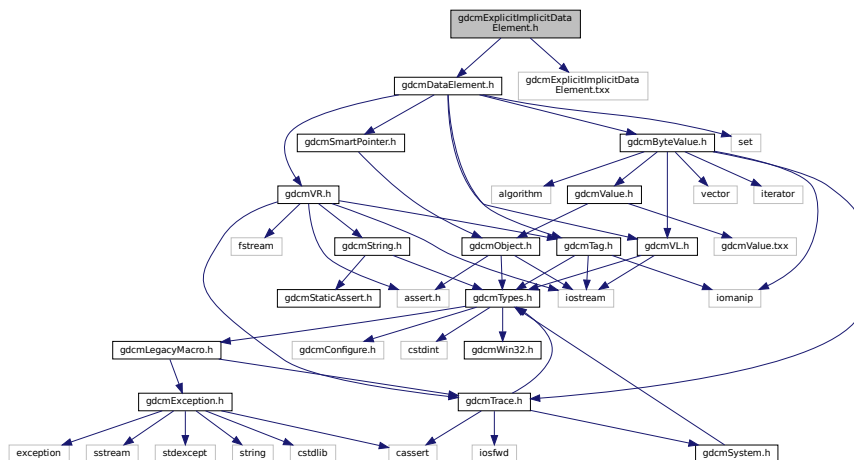 gdcmExplicitImplicitData
Element.h
gdcmDataElement.h
gdcmExplicitImplicitData
Element.txx
gdcmSmartPointer.h
gdcmByteValue.h
set
gdcmVR.h
algorithm
gdcmValue.h
vector
iterator
fstream
gdcmString.h
gdcmObject.h
gdcmTag.h
gdcmVL.h
gdcmValue.txx
gdcmStaticAssert.h
assert.h
gdcmTypes.h
iostream
iomanip
gdcmLegacyMacro.h
gdcmConfigure.h
cstdint
gdcmWin32.h
gdcmException.h
gdcmTrace.h
exception
sstream
stdexcept
string
cstdlib
cassert
iosfwd
gdcmSystem.h